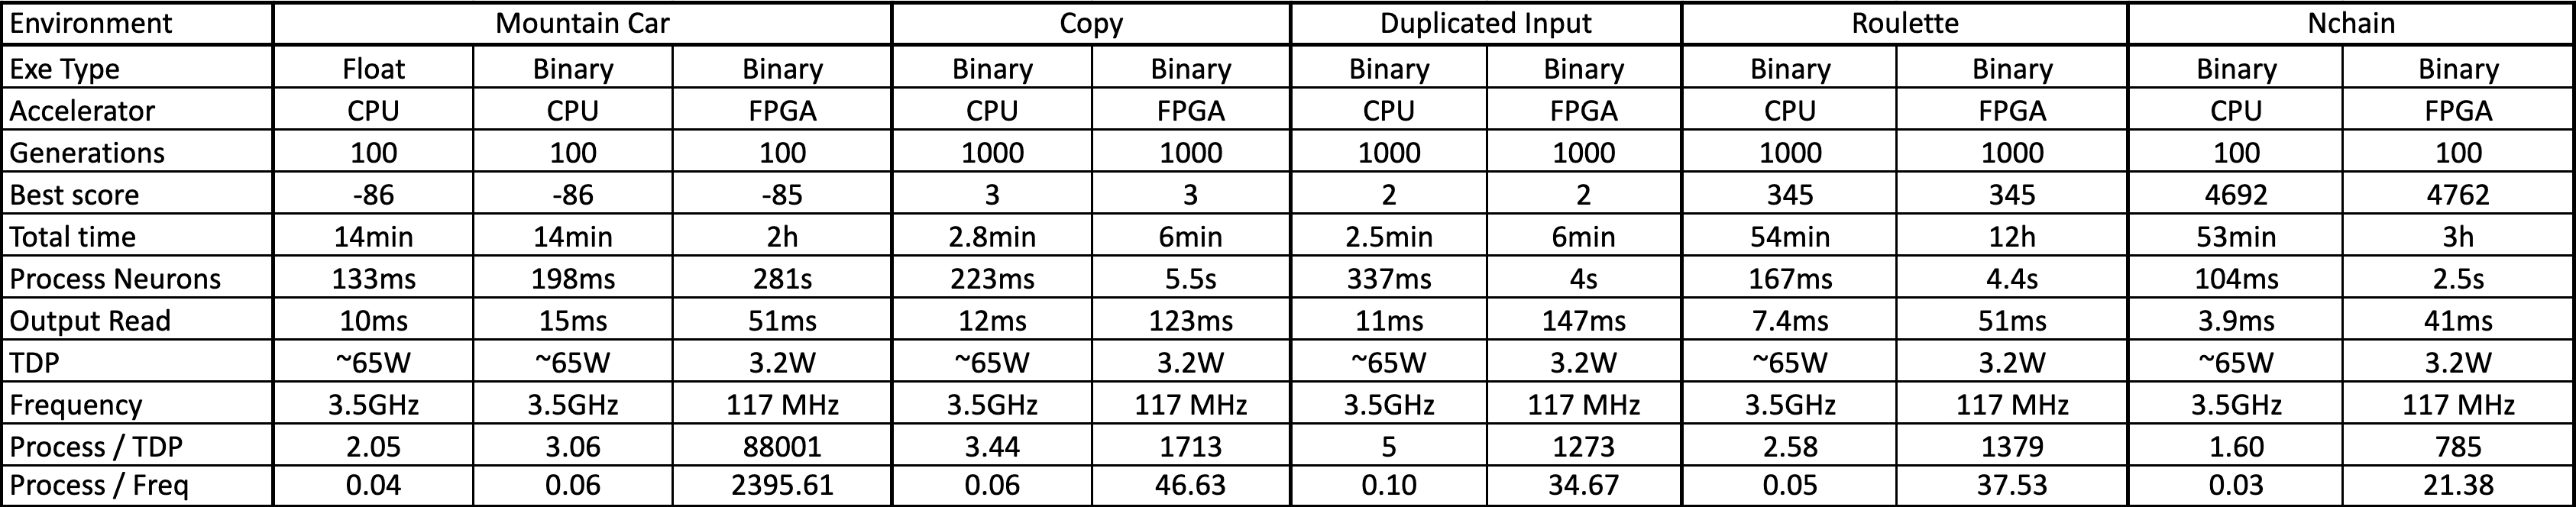 Environment Mountain Car Copy Duplicated Input Roulette Nchain
Exe Type Float Binary Binary Binary Binary Binary Binary Binary Binary Binary Binary
Accelerator CPU CPU FPGA CPU FPGA CPU FPGA CPU FPGA CPU FPGA
Generations 100 100 100 1000 1000 1000 1000 1000 1000 100 100
Best score -86 -86 -85 3 3 2 2 345 345 4692 4762
Total time 14min 14min 2h 2.8min 6min 2.5min 6min 54min 12h 53min 3h
Process Neurons 133ms 198ms 281s 223ms 5.5s 337ms 4s 167ms 4.4s 104ms 2.5s
Output Read 10ms 15ms 51ms 12ms 123ms 11ms 147ms 7.4ms 51ms 3.9ms 41ms
TDP ~65W ~65W 3.2W ~65W 3.2W ~65W 3.2W ~65W 3.2W ~65W 3.2W
Frequency 3.5GHz 3.5GHz 117 MHz 3.5GHz 117 MHz 3.5GHz 117 MHz 3.5GHz 117 MHz 3.5GHz 117 MHz
Process / TDP 2.05 3.06 88001 3.44 1713 5 1273 2.58 1379 1.60 785
Process / Freq 0.04 0.06 2395.61 0.06 46.63 0.10 34.67 0.05 37.53 0.03 21.38